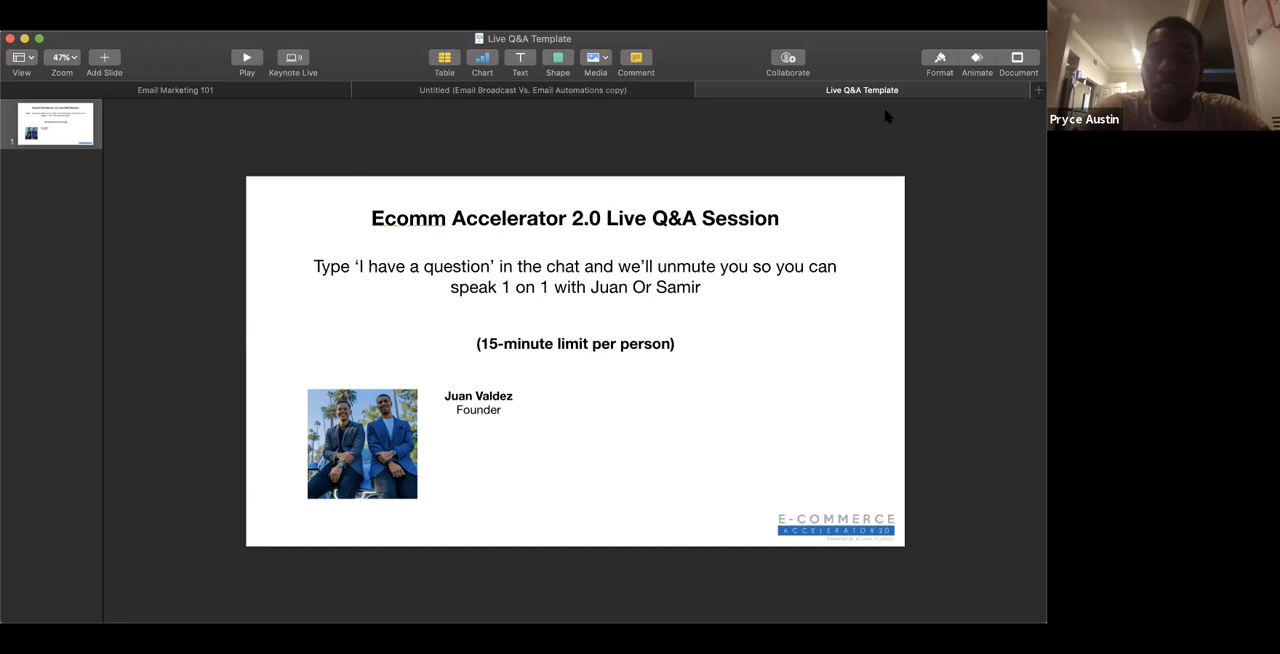 Live Q&A Template
47%
View
Zoom
Add Slide
Play
Keynote Live
Table
Chart
Text
Shape
Media
Comment
Collaborate
Format
Animate
Document
Email Marketing 101
Untitled (Email Broadcast Vs. Email Automations copy)
Live Q&A Template
1
Ecomm Accelerator 2.0 Live Q&A Session
Type ‘I have a question’ in the chat and we’ll unmute you so you can
speak 1 on 1 with Juan Or Samir
(15-minute limit per person)
Juan Valdez
Founder
E-COMMERCE
ACCELERATOR 2.0
Pryce Austin